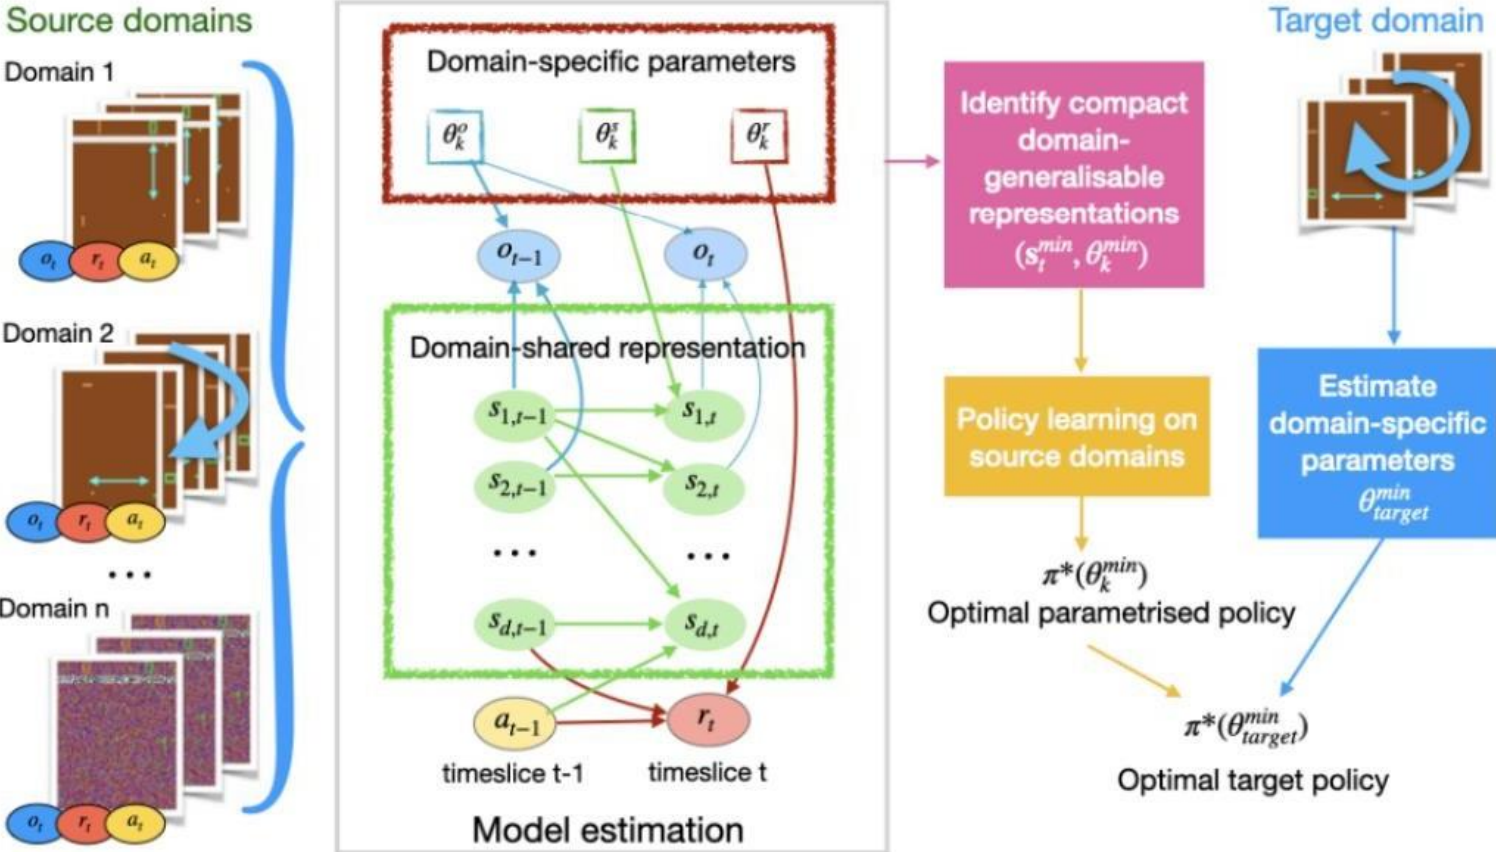 Source domains
Domain 1
o_t r_t a_t
Domain 2
o_t r_t a_t
...
Domain n
o_t r_t a_t
Domain-specific parameters
θ_k^o θ_k^s θ_k^r
o_{t-1} o_t
Domain-shared representation
s_{1,t-1} s_{1,t}
s_{2,t-1} s_{2,t}
... ...
s_{d,t-1} s_{d,t}
a_{t-1} r_t
timeslice t-1 timeslice t
Model estimation
Identify compact
domain-
generalisable
representations
(s_t^{min}, θ_k^{min})
Policy learning on
source domains
π*(θ_k^{min})
Optimal parametrised policy
Target domain
Estimate
domain-specific
parameters
θ_{target}^{min}
π*(θ_{target}^{min})
Optimal target policy